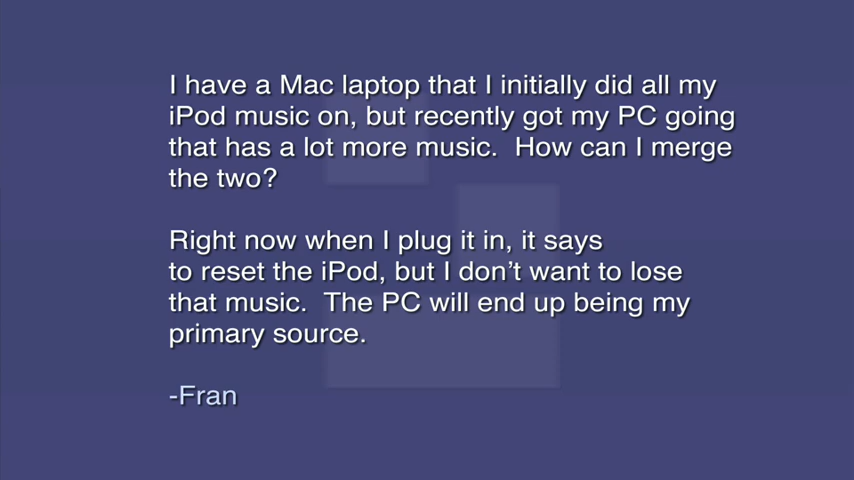 I have a Mac laptop that I initially did all my
iPod music on, but recently got my PC going
that has a lot more music.  How can I merge
the two?
Right now when I plug it in, it says
to reset the iPod, but I don’t want to lose
that music.  The PC will end up being my
primary source.
-Fran